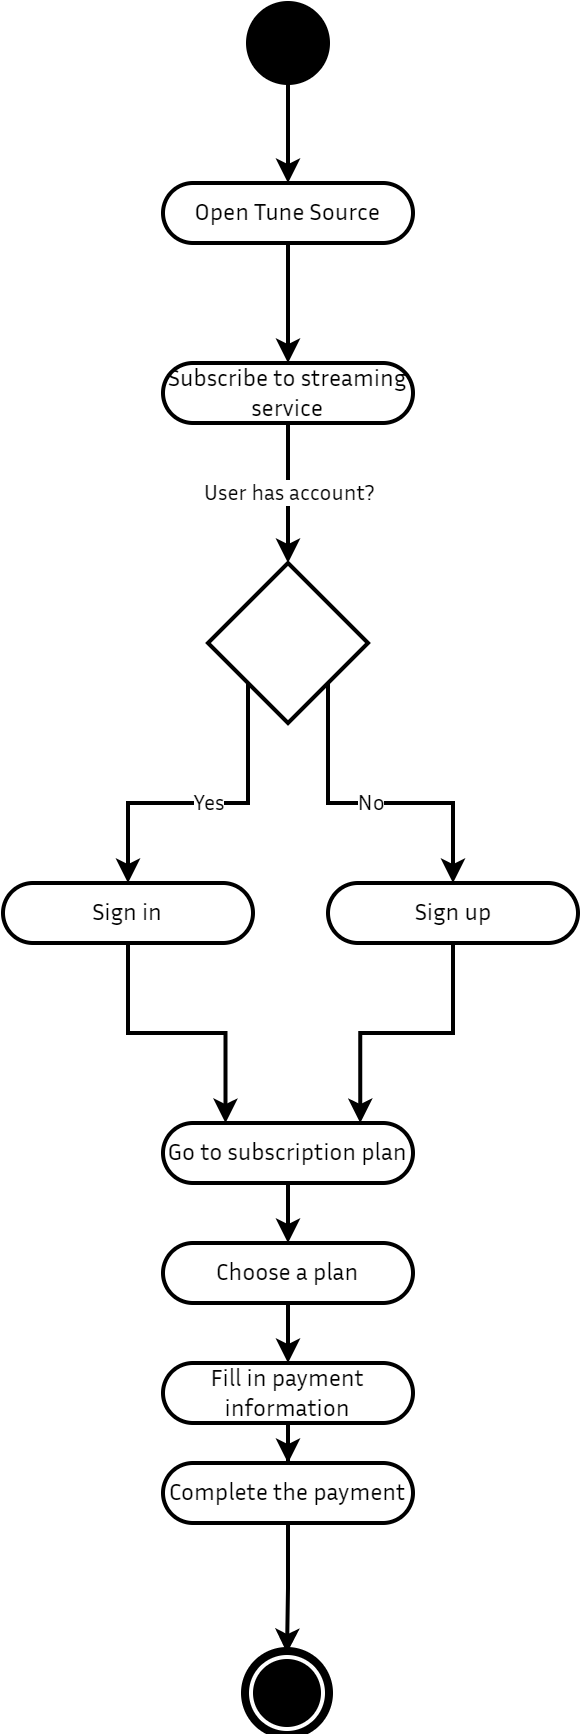 Open Tune Source
Subscribe to streaming
service
User has account?
Yes
No
Sign in
Sign up
Go to subscription plan
Choose a plan
Fill in payment
information
Complete the payment